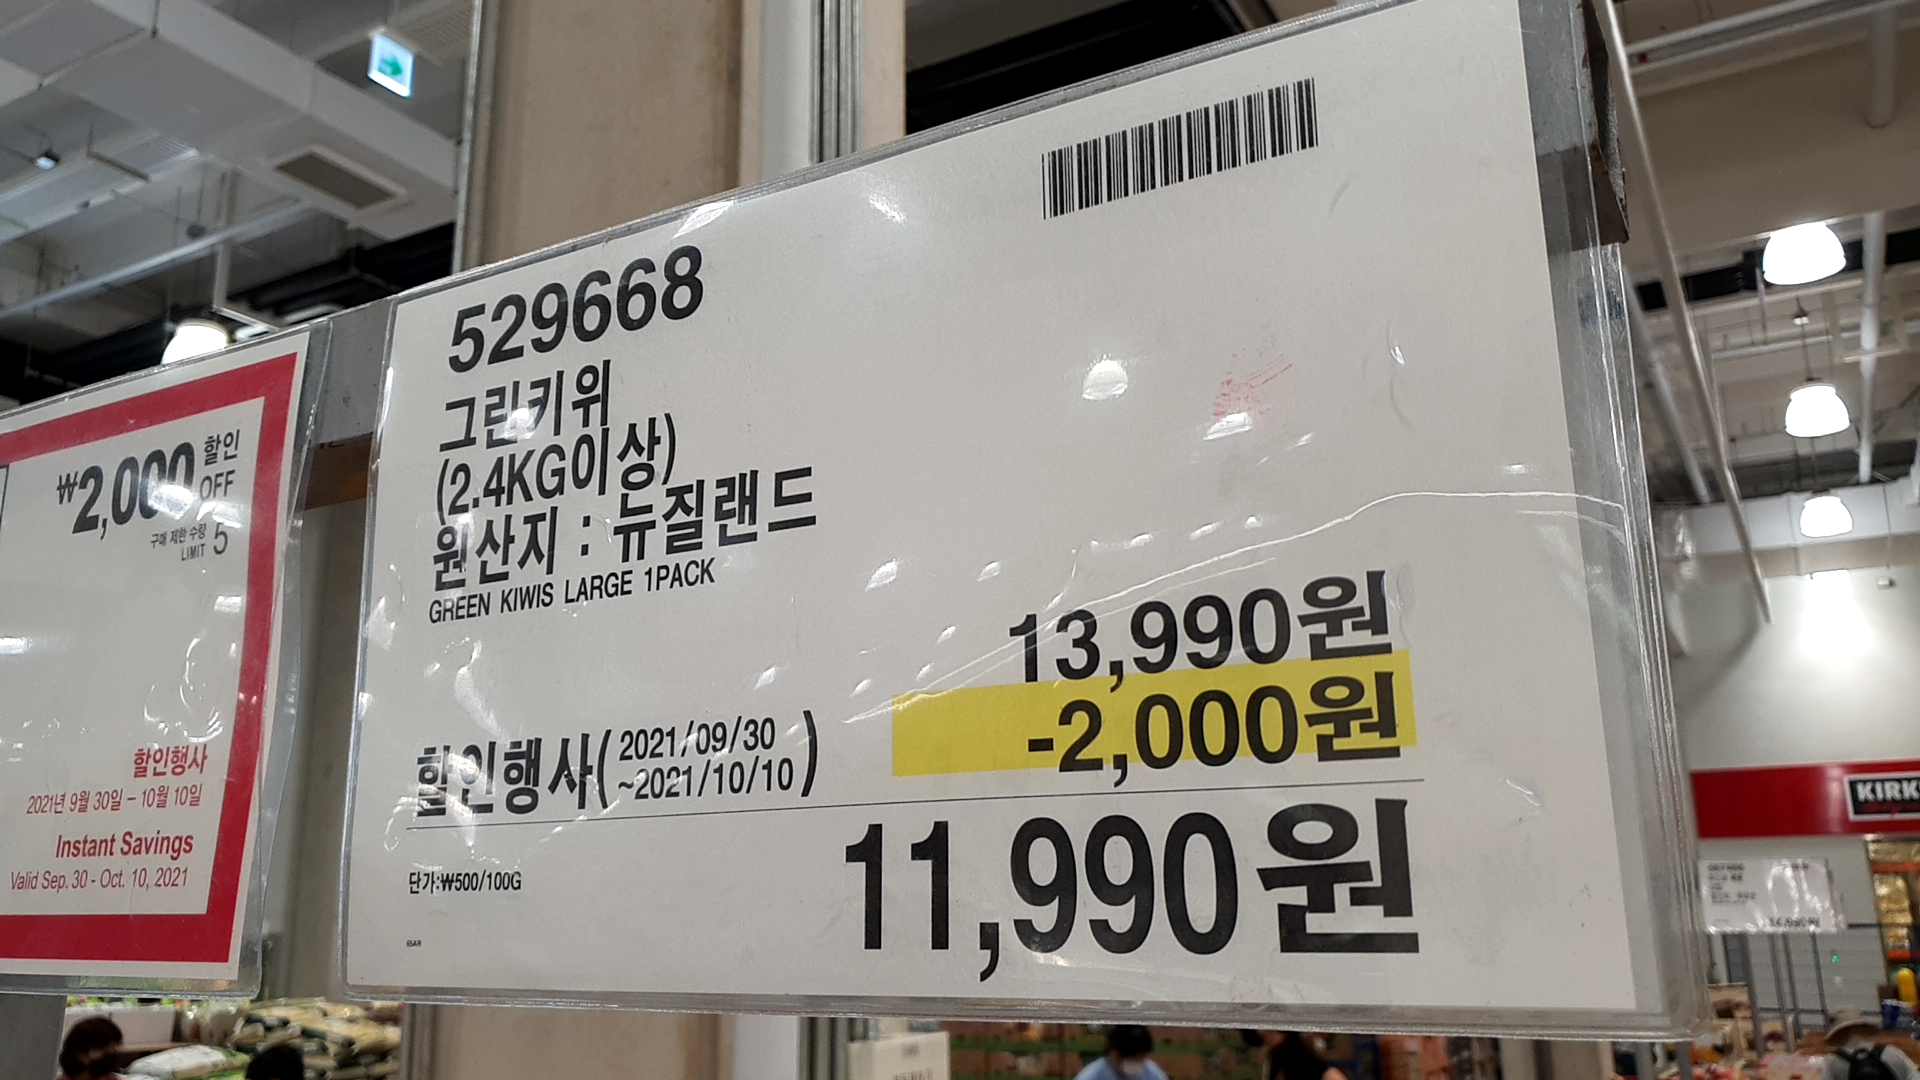 ₩2,000 할인
OFF
구매 제한 수량
LIMIT 5
할인행사
2021년 9월 30일 – 10월 10일
Instant Savings
Valid Sep. 30 - Oct. 10, 2021
529668
그린키위
(2.4KG이상)
원산지 : 뉴질랜드
GREEN KIWIS LARGE 1PACK
13,990원
-2,000원
할인행사(2021/09/30
~2021/10/10)
11,990원
단가:₩500/100G
KIRK